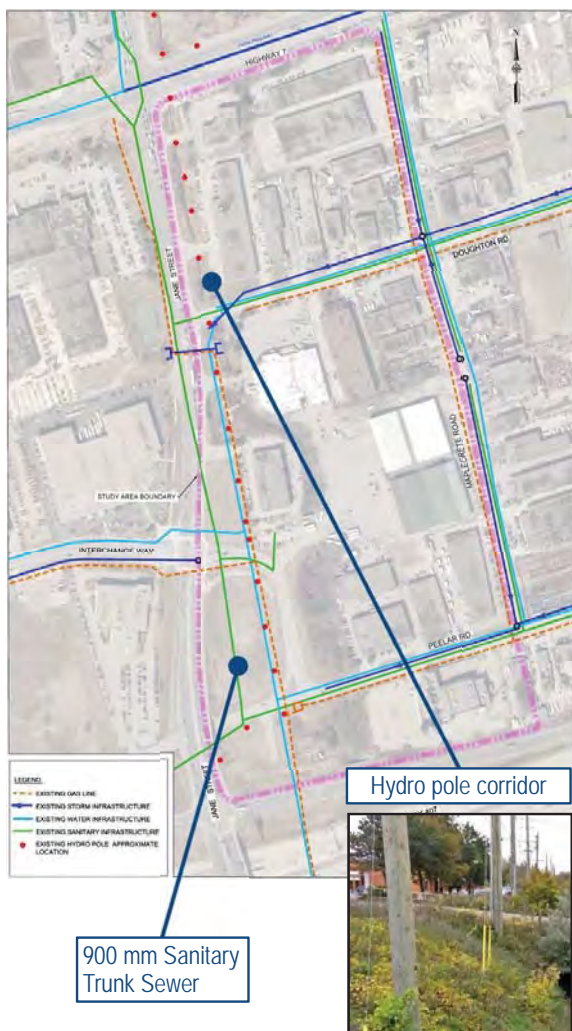 N
HIGHWAY 7
JANE STREET
DOUGHTON RD
MAPLECRETE ROAD
STUDY AREA BOUNDARY
INTERCHANGE WAY
PEELAR RD
JANE STREET
LEGEND
EXISTING GAS LINE
EXISTING STORM INFRASTRUCTURE
EXISTING WATER INFRASTRUCTURE
EXISTING SANITARY INFRASTRUCTURE
EXISTING HYDRO POLE APPROXIMATE
LOCATION
Hydro pole corridor
900 mm Sanitary
Trunk Sewer